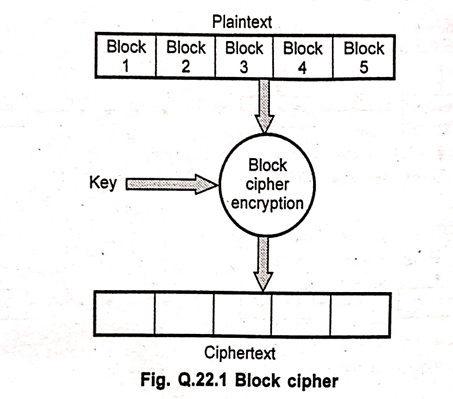 Plaintext
Block Block Block Block Block
1 2 3 4 5
Key
Block
cipher
encryption
Ciphertext
Fig. Q.22.1 Block cipher